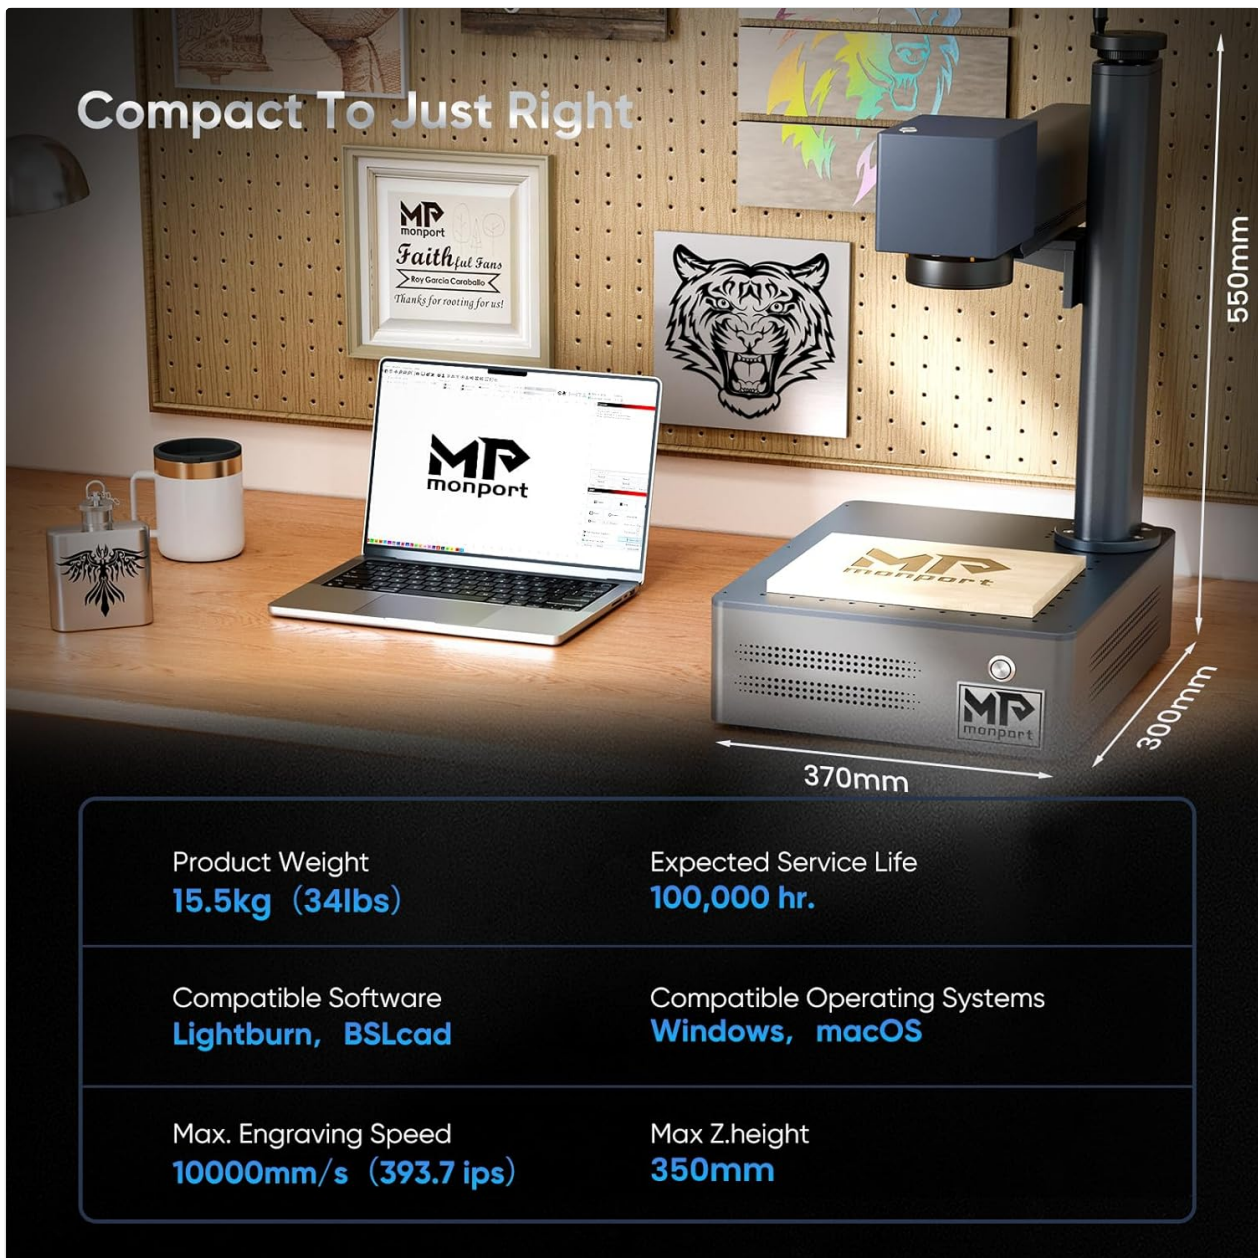 Compact To Just Right
MP
monport
Faithful Fans
Roy Garcia Caraballo
Thanks for rooting for us!
MP
monport
MP
monport
MP
monport
550mm
300mm
370mm
Product Weight
15.5kg（34lbs）
Expected Service Life
100,000 hr.
Compatible Software
Lightburn,  BSLcad
Compatible Operating Systems
Windows,  macOS
Max. Engraving Speed
10000mm/s（393.7 ips）
Max Z.height
350mm